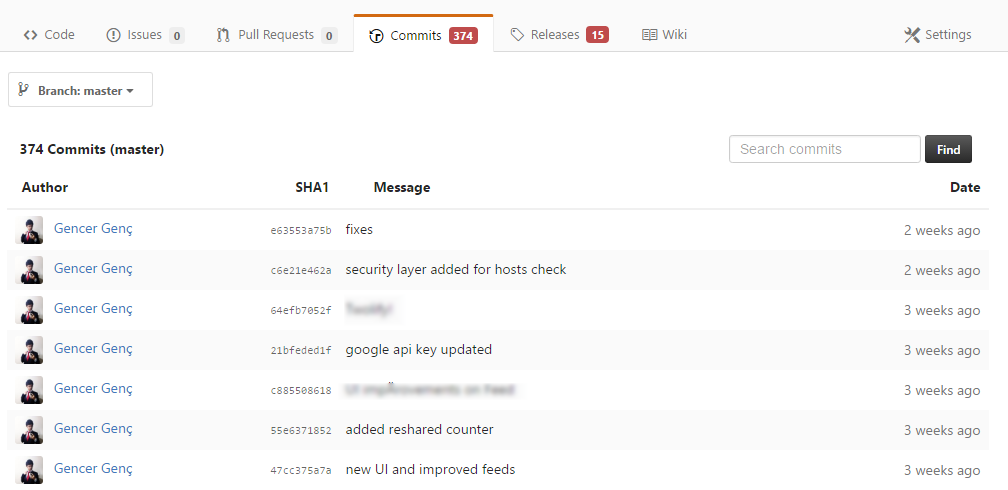 Code Issues 0 Pull Requests 0 Commits 374 Releases 15 Wiki Settings
Branch: master
374 Commits (master) Search commits Find
Author SHA1 Message Date
Gencer Genç e63553a75b fixes 2 weeks ago
Gencer Genç c6e21e462a security layer added for hosts check 2 weeks ago
Gencer Genç 64efb7052f 3 weeks ago
Gencer Genç 21bfeded1f google api key updated 3 weeks ago
Gencer Genç c885508618 3 weeks ago
Gencer Genç 55e6371852 added reshared counter 3 weeks ago
Gencer Genç 47cc375a7a new UI and improved feeds 3 weeks ago